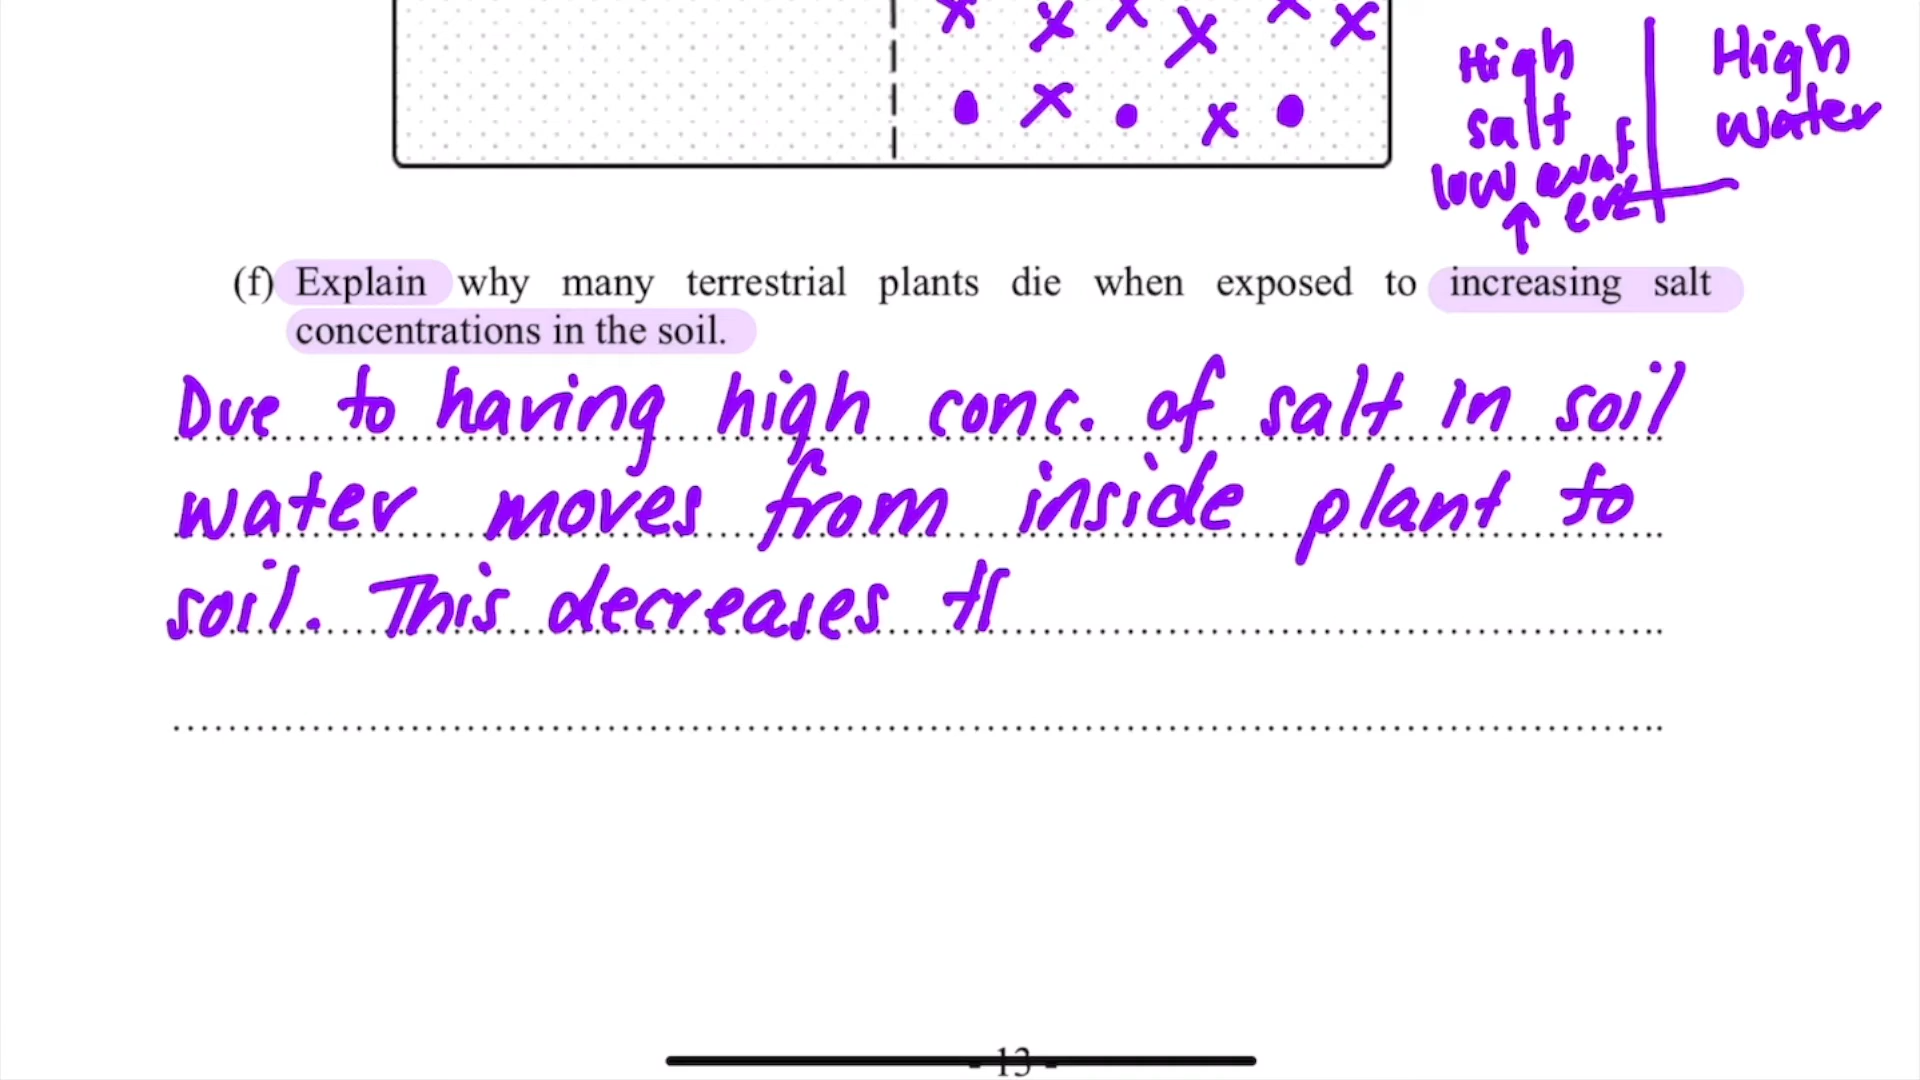 High
High
salt
water
low
(f) Explain why many terrestrial plants die when exposed to increasing salt
concentrations in the soil.
Due to having high conc. of salt in soil
water moves from inside plant to
soil. This decreases
- 13 -